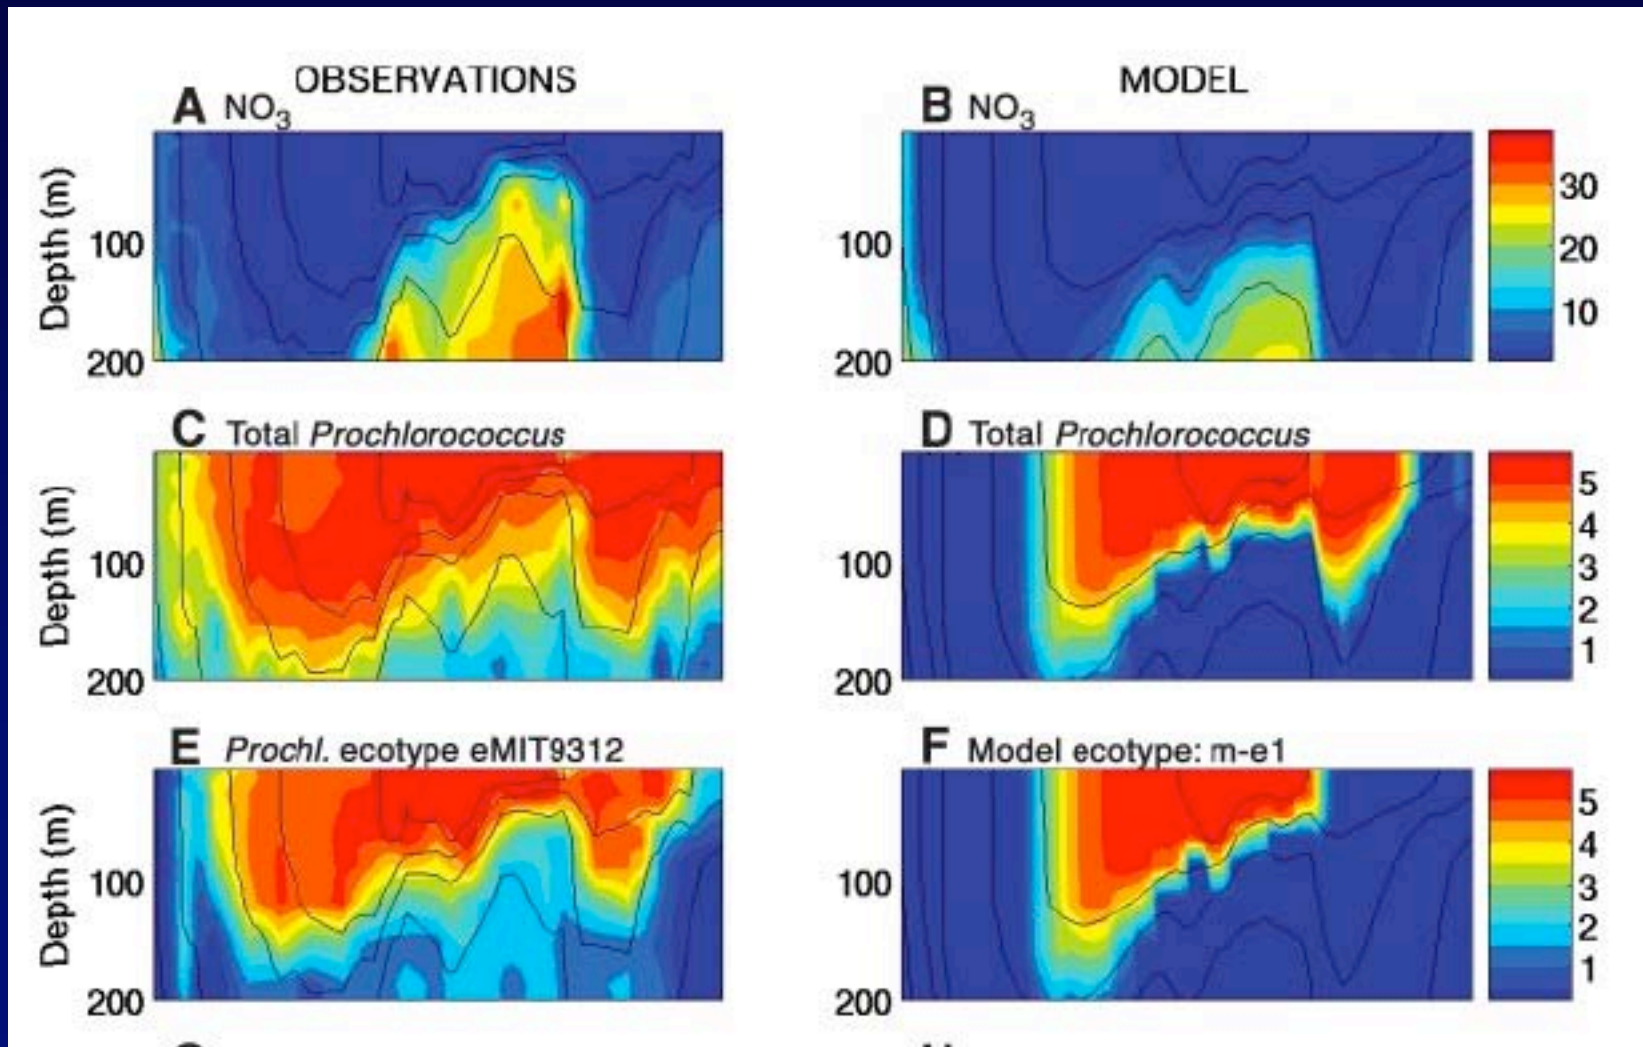 OBSERVATIONS
MODEL
A NO3
B NO3
Depth (m)
100
200
100
200
30
20
10
C Total Prochlorococcus
D Total Prochlorococcus
Depth (m)
100
200
100
200
5
4
3
2
1
E Prochl. ecotype eMIT9312
F Model ecotype: m-e1
Depth (m)
100
200
100
200
5
4
3
2
1